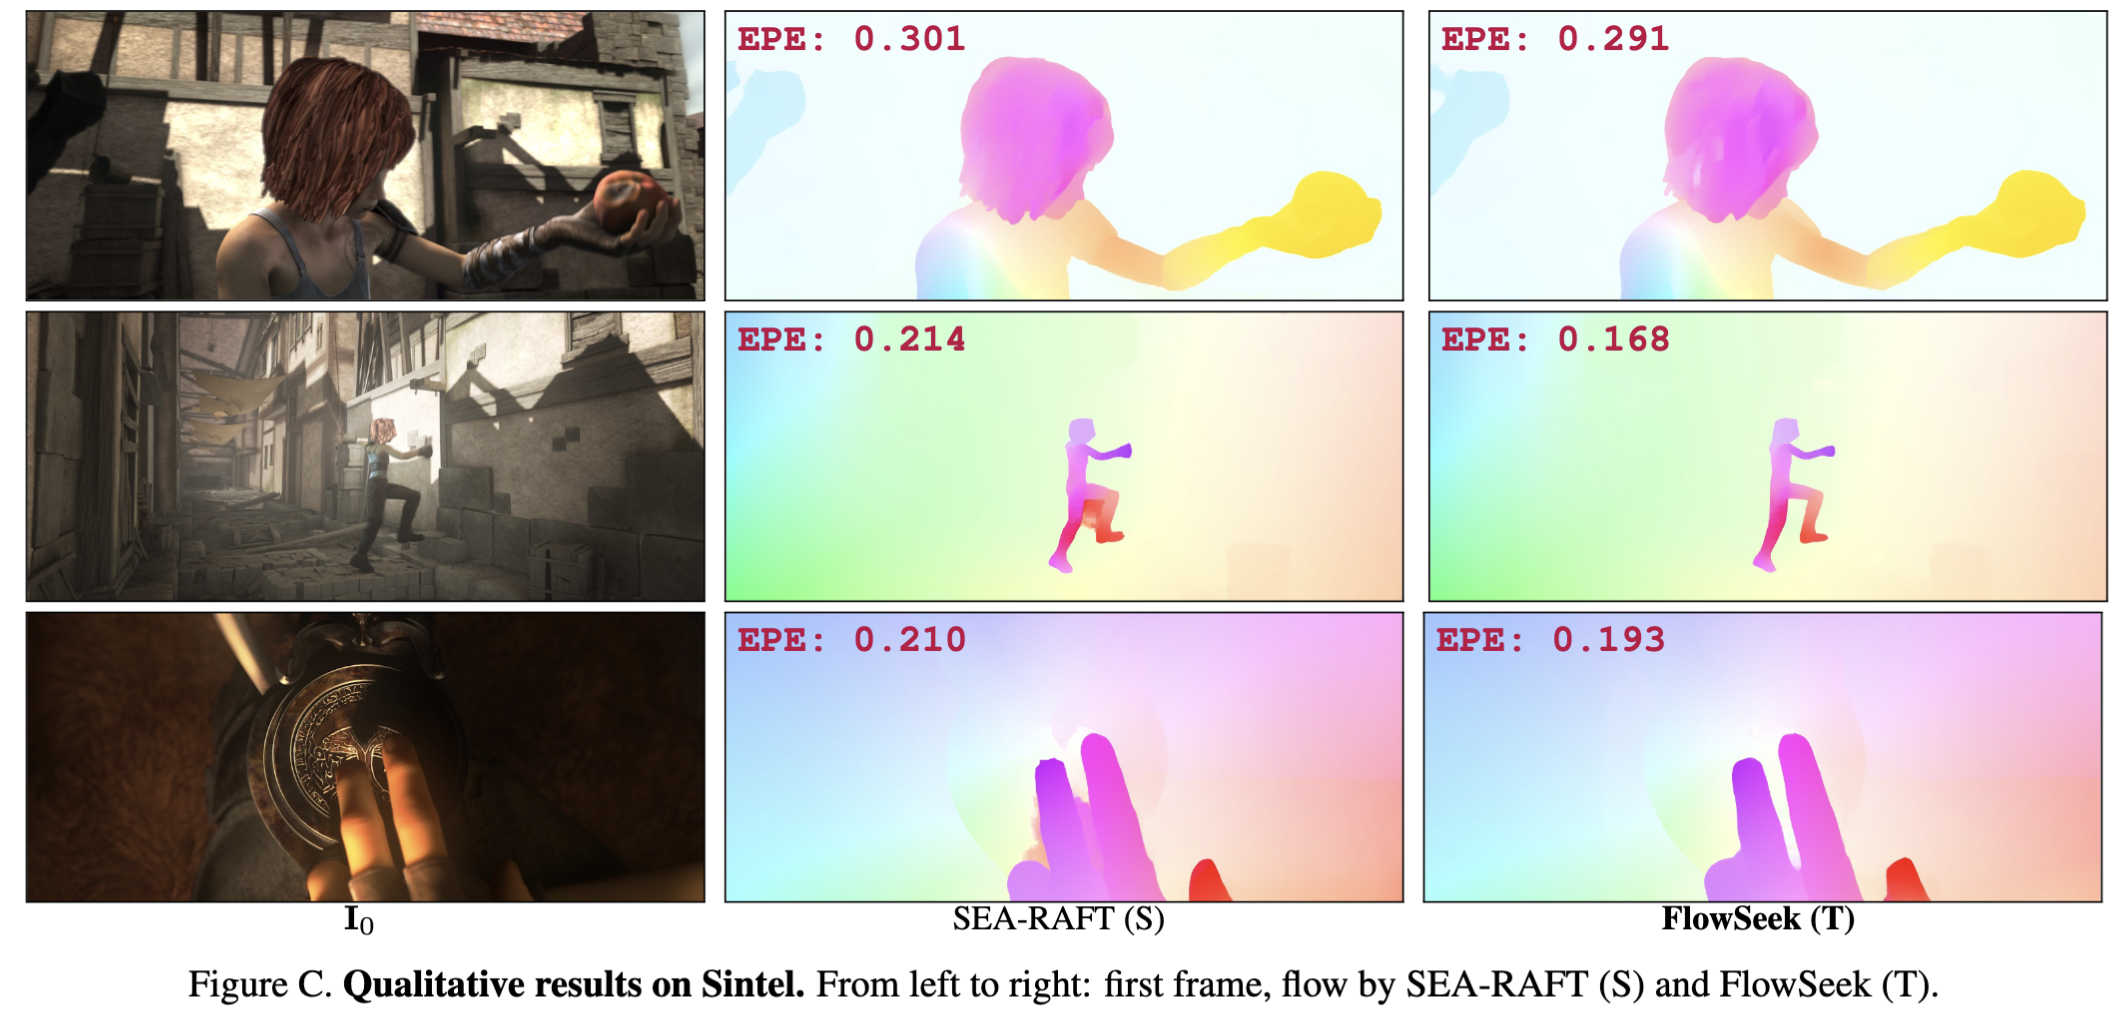 EPE: 0.301
EPE: 0.291
EPE: 0.214
EPE: 0.168
EPE: 0.210
EPE: 0.193
I₀
SEA-RAFT (S)
FlowSeek (T)
Figure C. Qualitative results on Sintel. From left to right: first frame, flow by SEA-RAFT (S) and FlowSeek (T).